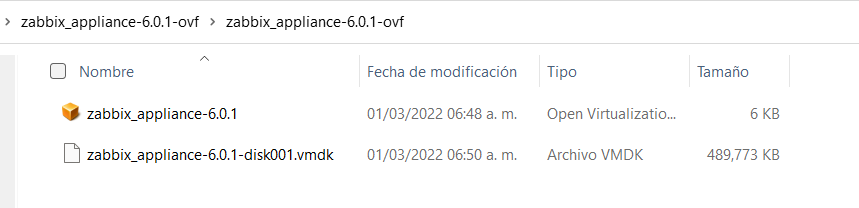 zabbix_appliance-6.0.1-ovf > zabbix_appliance-6.0.1-ovf
Nombre Fecha de modificación Tipo Tamaño
zabbix_appliance-6.0.1 01/03/2022 06:48 a. m. Open Virtualizatio... 6 KB
zabbix_appliance-6.0.1-disk001.vmdk 01/03/2022 06:50 a. m. Archivo VMDK 489,773 KB